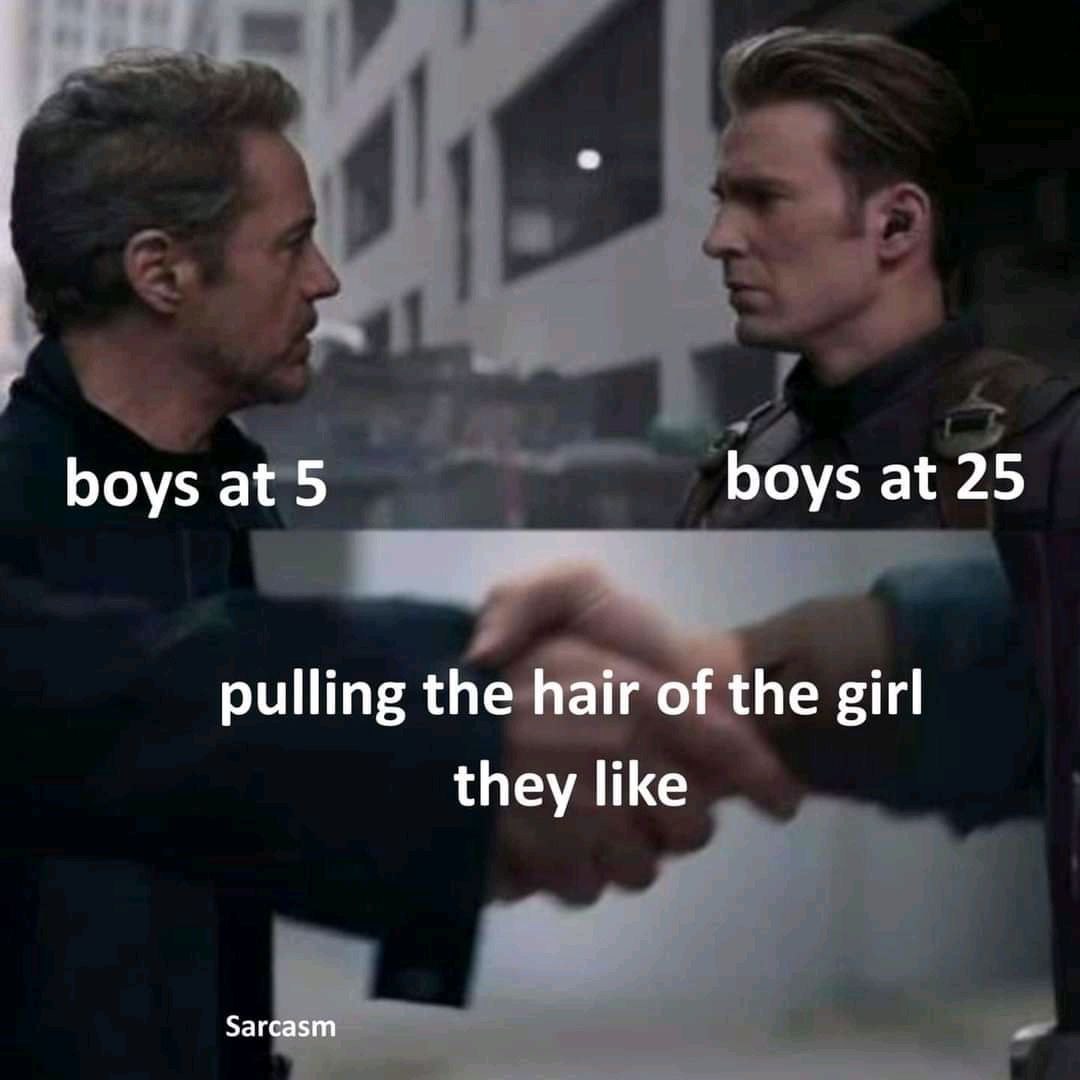 boys at 5
boys at 25
pulling the hair of the girl
they like
Sarcasm